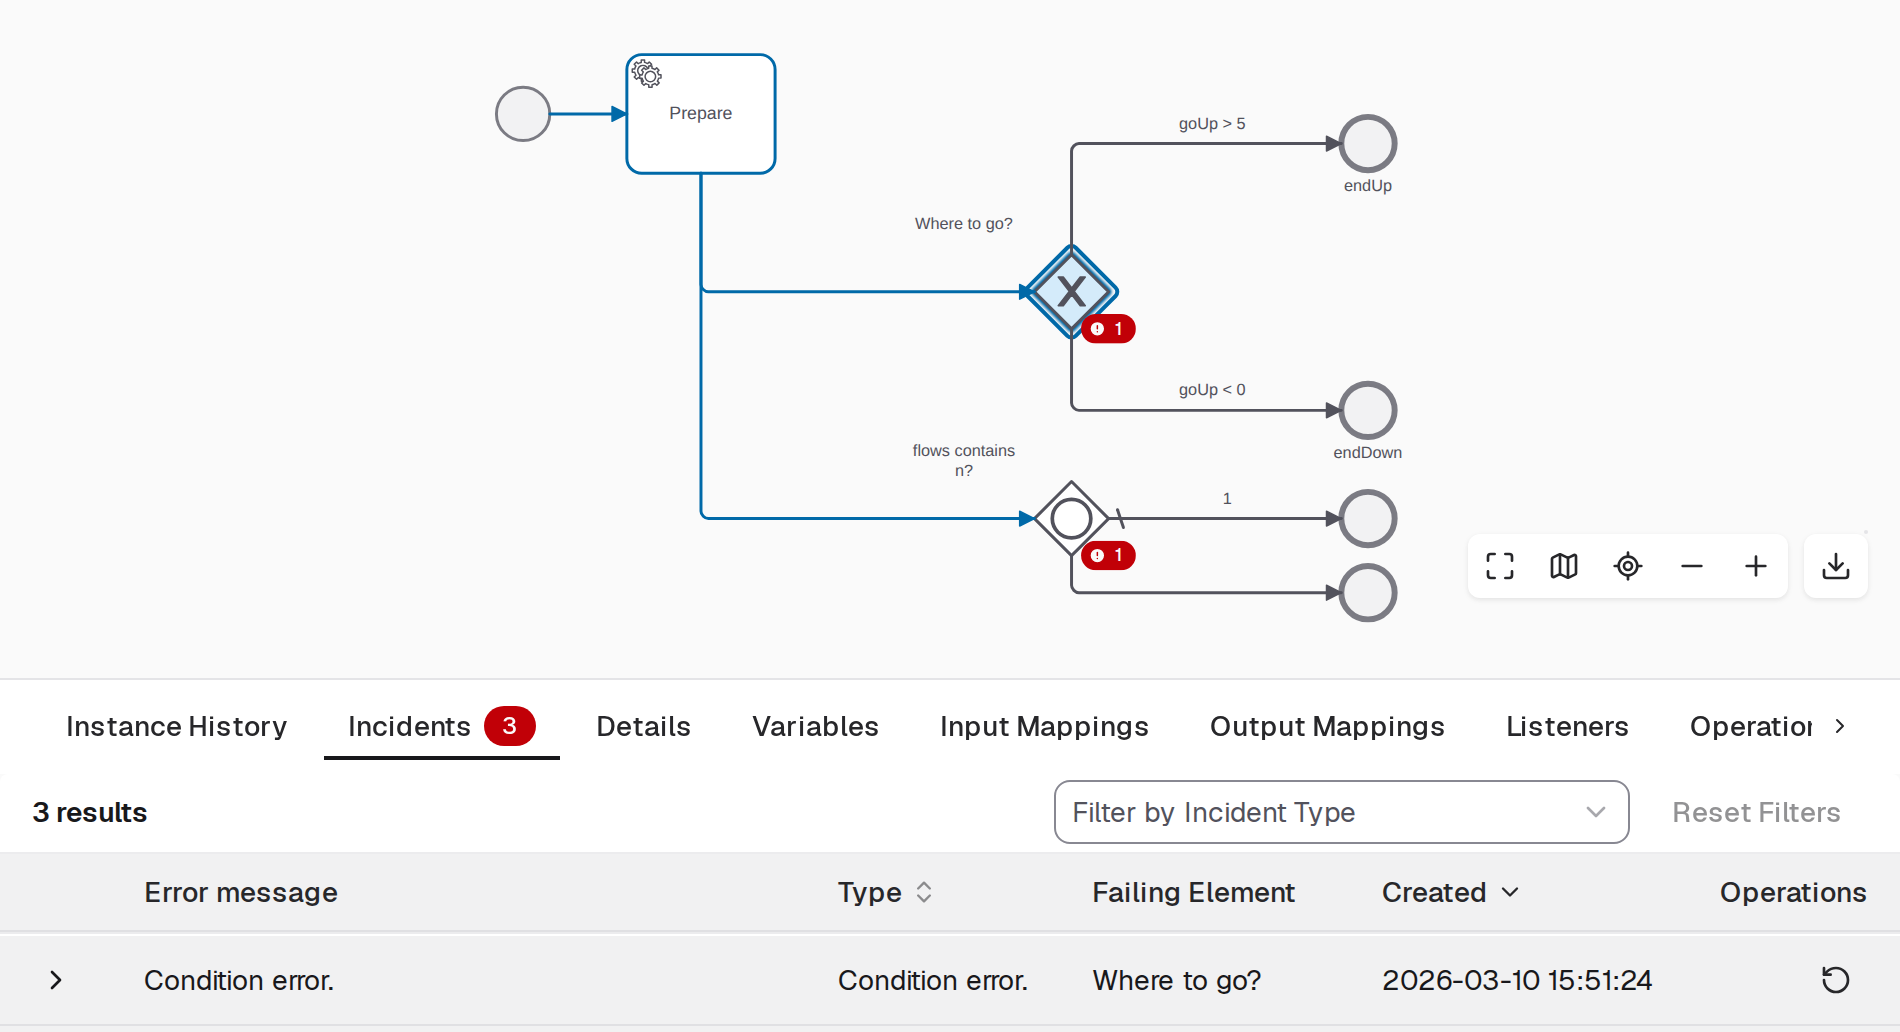 Prepare
goUp > 5
endUp
Where to go?
X
1
goUp < 0
endDown
flows contains
n?
1
1
Instance History
Incidents 3
Details
Variables
Input Mappings
Output Mappings
Listeners
Operation
3 results
Filter by Incident Type
Reset Filters
Error message
Type
Failing Element
Created
Operations
Condition error.
Condition error.
Where to go?
2026-03-10 15:51:24